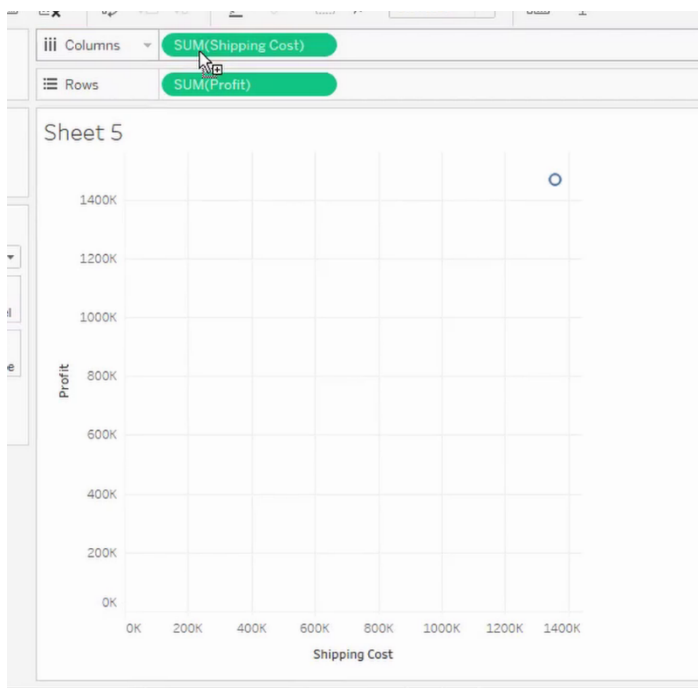 Columns SUM(Shipping Cost)
Rows SUM(Profit)
Sheet 5
1400K
1200K
1000K
800K
600K
400K
200K
0K
Profit
0K 200K 400K 600K 800K 1000K 1200K 1400K
Shipping Cost